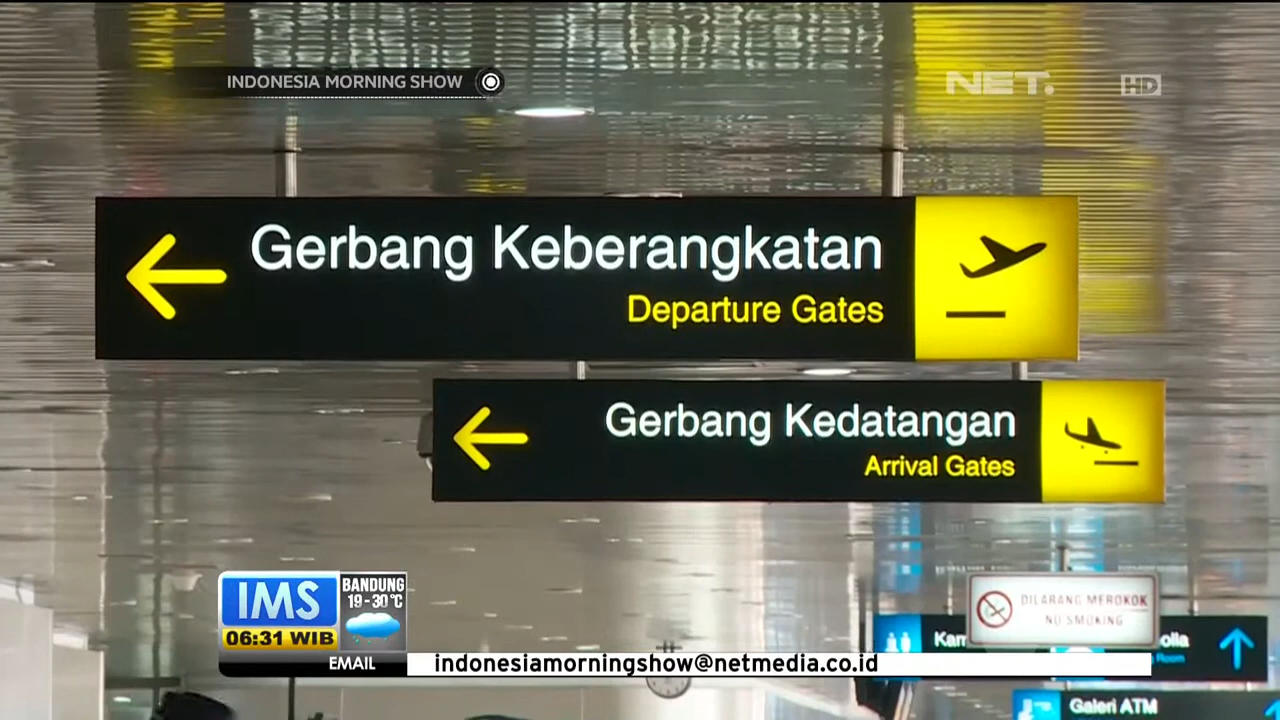 INDONESIA MORNING SHOW
NET.
HD
Gerbang Keberangkatan
Departure Gates
Gerbang Kedatangan
Arrival Gates
DILARANG MEROKOK
NO SMOKING
Room
Galeri ATM
IMS
BANDUNG
19-30°C
06:31 WIB
EMAIL
indonesiamorningshow@netmedia.co.id